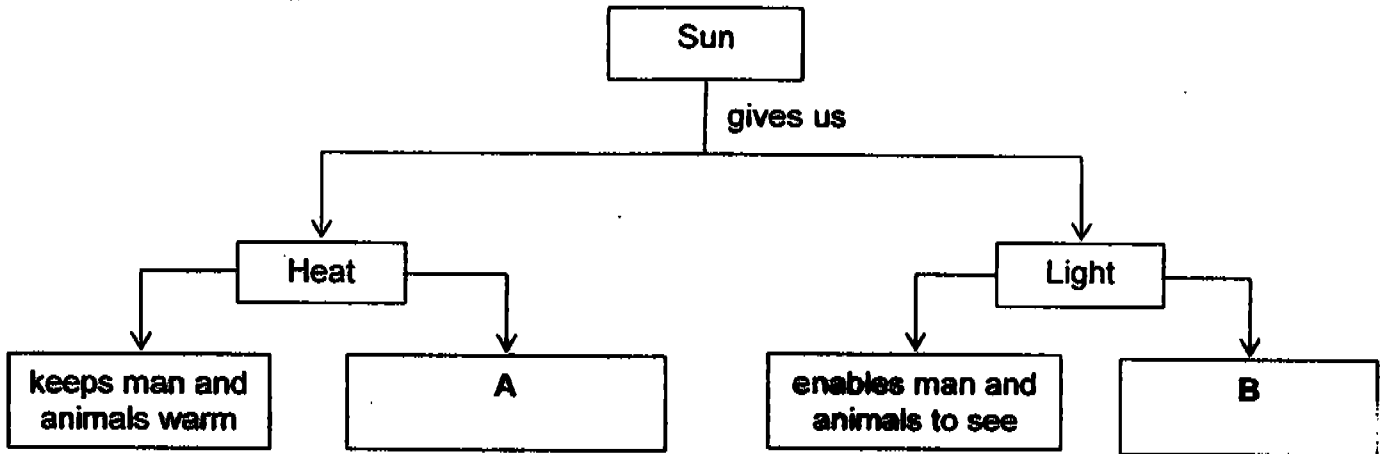 Sun
gives us
Heat
Light
keeps man and
animals warm
A
enables man and
animals to see
B